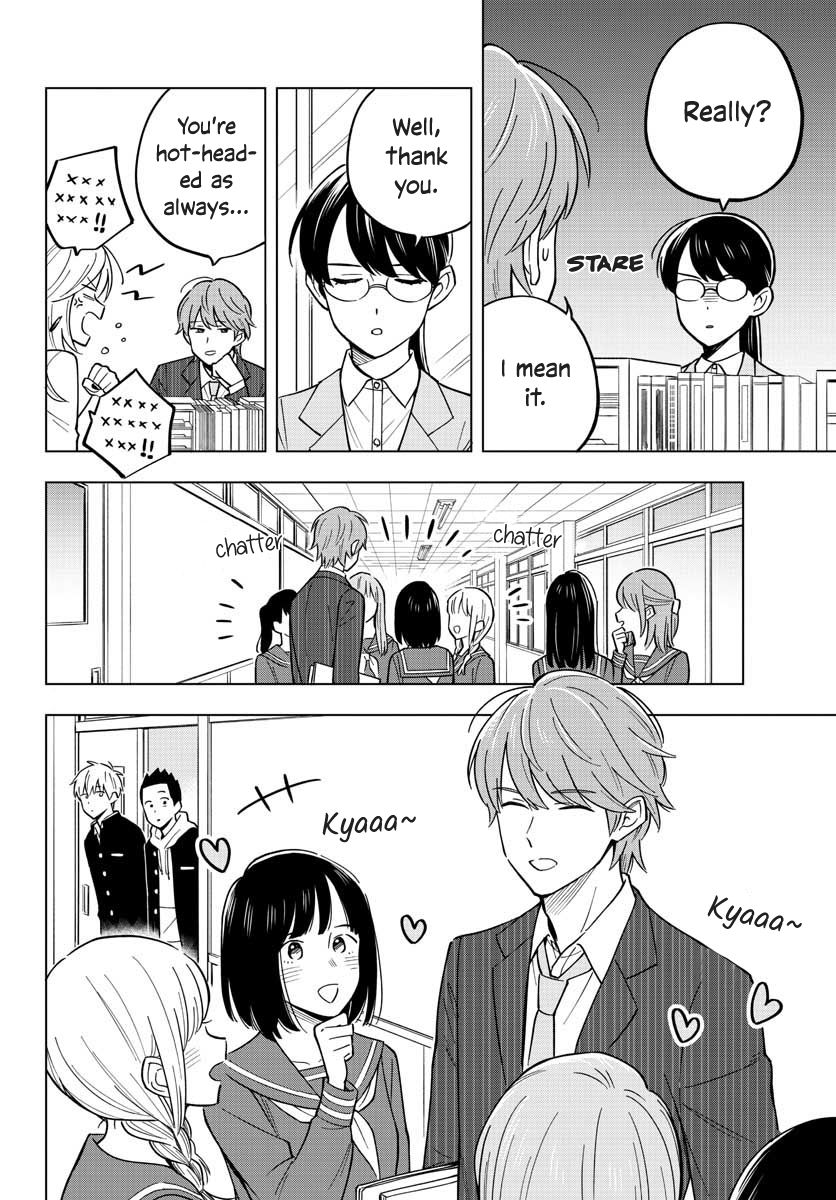 Really?
STARE
I mean
it.
Well,
thank
you.
You're
hot-head-
ed as
always...
×××
×××××
×××!!
×××
×××××
×××!!
chatter
chatter
Kyaaa~
Kyaaa~